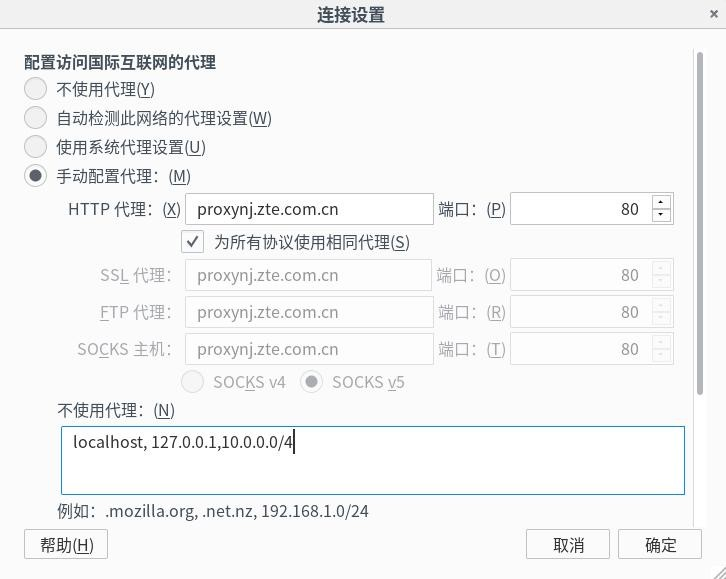 连接设置 ×
配置访问国际互联网的代理
不使用代理(Y)
自动检测此网络的代理设置(W)
使用系统代理设置(U)
手动配置代理：(M)
HTTP 代理：(X) proxynj.zte.com.cn 端口：(P) 80
为所有协议使用相同代理(S)
SSL 代理： proxynj.zte.com.cn 端口：(O) 80
FTP 代理： proxynj.zte.com.cn 端口：(R) 80
SOCKS 主机： proxynj.zte.com.cn 端口：(T) 80
SOCKS v4 SOCKS v5
不使用代理：(N)
localhost, 127.0.0.1,10.0.0.0/4
例如：.mozilla.org, .net.nz, 192.168.1.0/24
帮助(H) 取消 确定